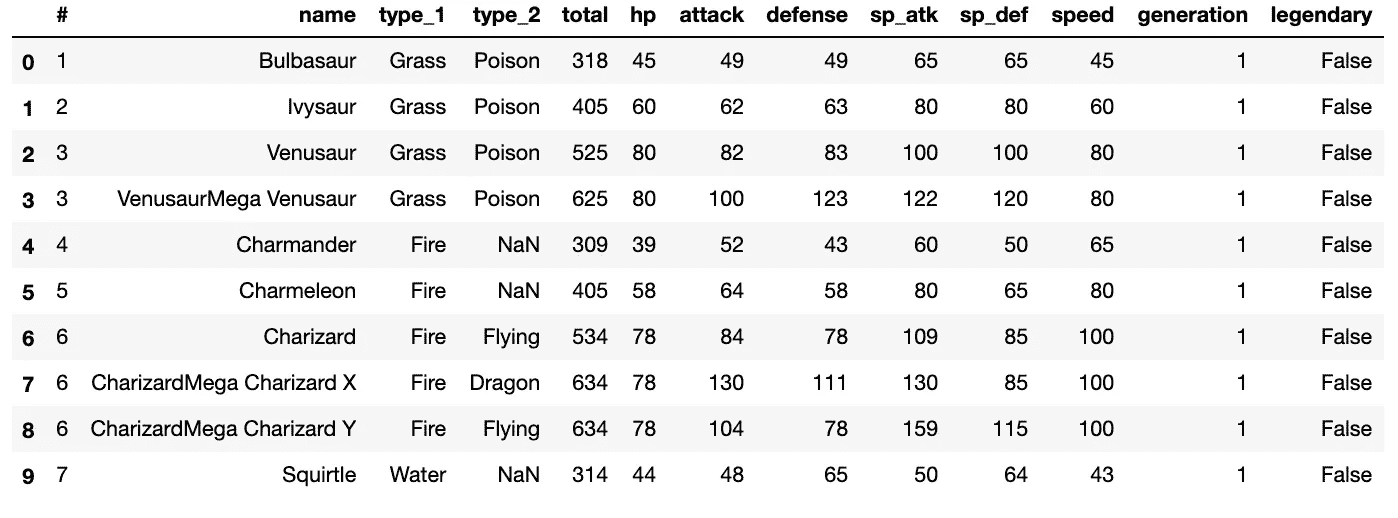 # name type_1 type_2 total hp attack defense sp_atk sp_def speed generation legendary
0 1 Bulbasaur Grass Poison 318 45 49 49 65 65 45 1 False
1 2 Ivysaur Grass Poison 405 60 62 63 80 80 60 1 False
2 3 Venusaur Grass Poison 525 80 82 83 100 100 80 1 False
3 3 VenusaurMega Venusaur Grass Poison 625 80 100 123 122 120 80 1 False
4 4 Charmander Fire NaN 309 39 52 43 60 50 65 1 False
5 5 Charmeleon Fire NaN 405 58 64 58 80 65 80 1 False
6 6 Charizard Fire Flying 534 78 84 78 109 85 100 1 False
7 6 CharizardMega Charizard X Fire Dragon 634 78 130 111 130 85 100 1 False
8 6 CharizardMega Charizard Y Fire Flying 634 78 104 78 159 115 100 1 False
9 7 Squirtle Water NaN 314 44 48 65 50 64 43 1 False